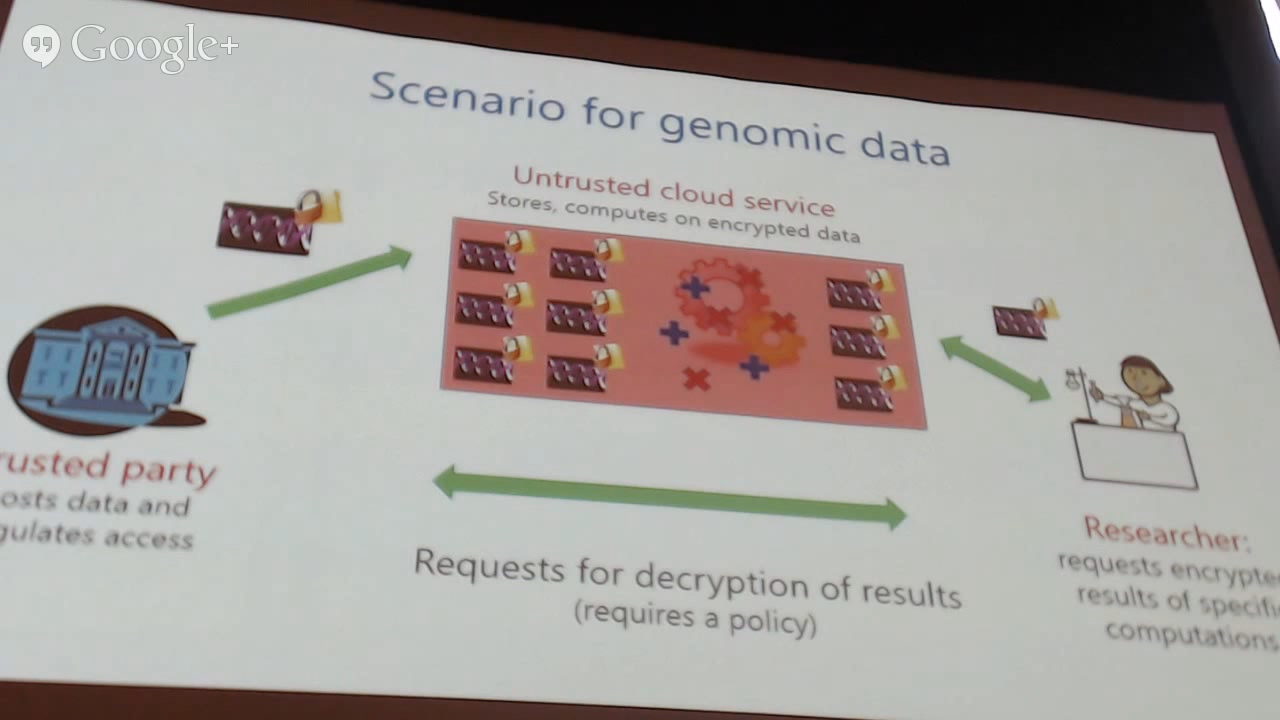 Google+
Scenario for genomic data
Untrusted cloud service
Stores, computes on encrypted data
rusted party
osts data and
gulates access
Requests for decryption of results
(requires a policy)
Researcher:
requests encrypte
results of specifi
computations